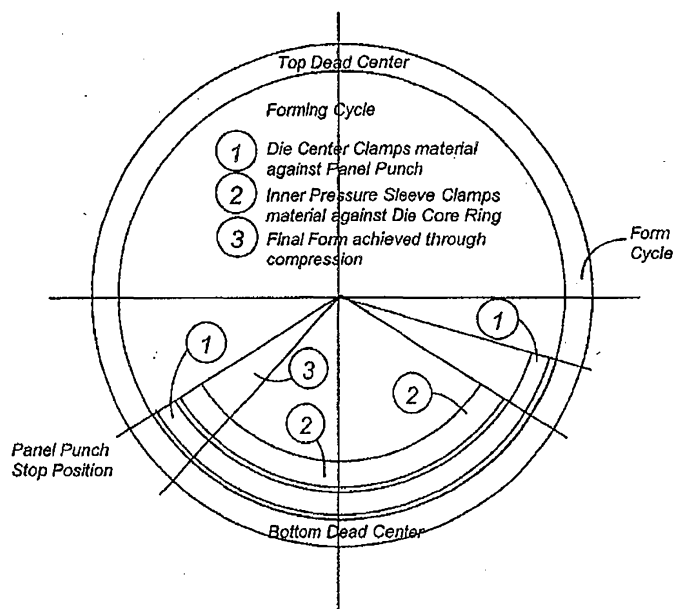 Top Dead Center
Forming Cycle
1 Die Center Clamps material
against Panel Punch
2 Inner Pressure Sleeve Clamps
material against Die Core Ring
3 Final Form achieved through
compression
Form
Cycle
1
1
3
2
2
Panel Punch
Stop Position
Bottom Dead Center